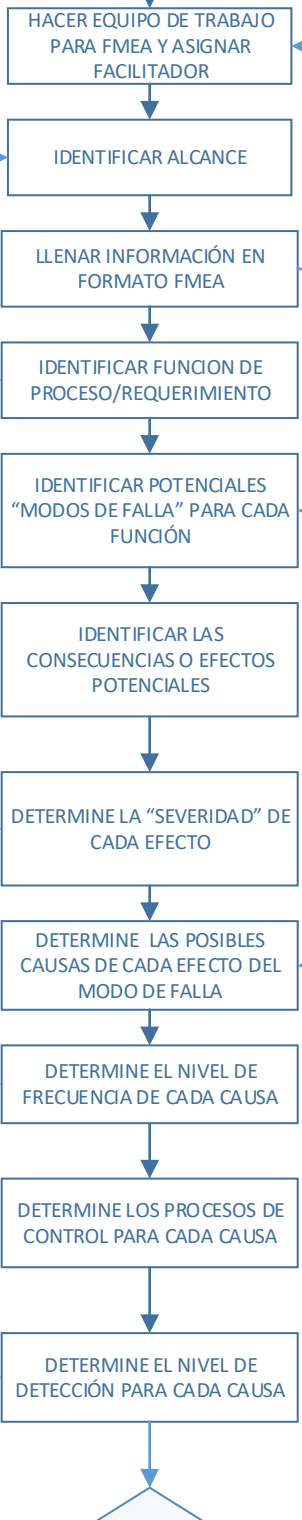 HACER EQUIPO DE TRABAJO
PARA FMEA Y ASIGNAR
FACILITADOR
IDENTIFICAR ALCANCE
LLENAR INFORMACIÓN EN
FORMATO FMEA
IDENTIFICAR FUNCION DE
PROCESO/REQUERIMIENTO
IDENTIFICAR POTENCIALES
“MODOS DE FALLA” PARA CADA
FUNCIÓN
IDENTIFICAR LAS
CONSECUENCIAS O EFECTOS
POTENCIALES
DETERMINE LA “SEVERIDAD” DE
CADA EFECTO
DETERMINE LAS POSIBLES
CAUSAS DE CADA EFECTO DEL
MODO DE FALLA
DETERMINE EL NIVEL DE
FRECUENCIA DE CADA CAUSA
DETERMINE LOS PROCESOS DE
CONTROL PARA CADA CAUSA
DETERMINE EL NIVEL DE
DETECCIÓN PARA CADA CAUSA